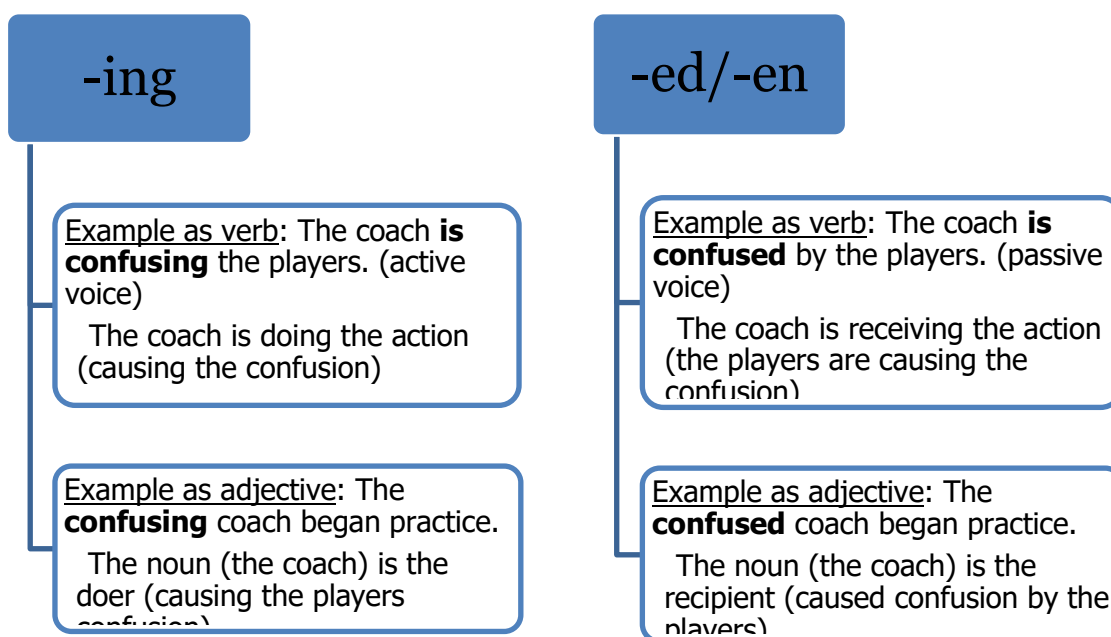 -ing
Example as verb: The coach is
confusing the players. (active
voice)
The coach is doing the action
(causing the confusion)
Example as adjective: The
confusing coach began practice.
The noun (the coach) is the
doer (causing the players
confusion)
-ed/-en
Example as verb: The coach is
confused by the players. (passive
voice)
The coach is receiving the action
(the players are causing the
confusion)
Example as adjective: The
confused coach began practice.
The noun (the coach) is the
recipient (caused confusion by the
players)